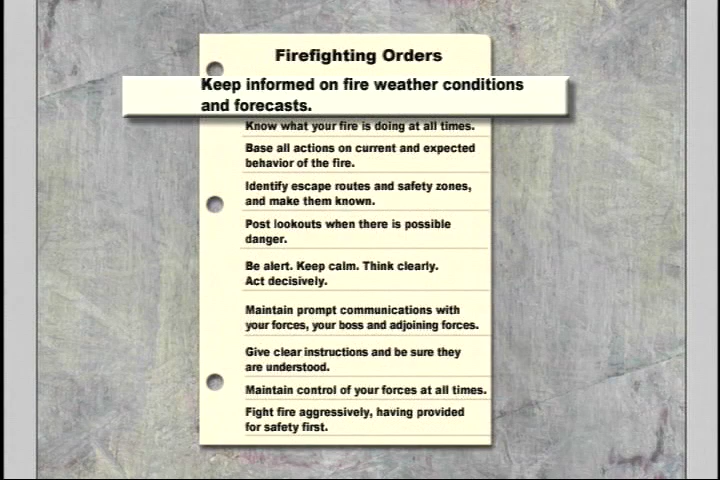 Firefighting Orders
Keep informed on fire weather conditions
and forecasts.
Know what your fire is doing at all times.
Base all actions on current and expected
behavior of the fire.
Identify escape routes and safety zones,
and make them known.
Post lookouts when there is possible
danger.
Be alert. Keep calm. Think clearly.
Act decisively.
Maintain prompt communications with
your forces, your boss and adjoining forces.
Give clear instructions and be sure they
are understood.
Maintain control of your forces at all times.
Fight fire aggressively, having provided
for safety first.